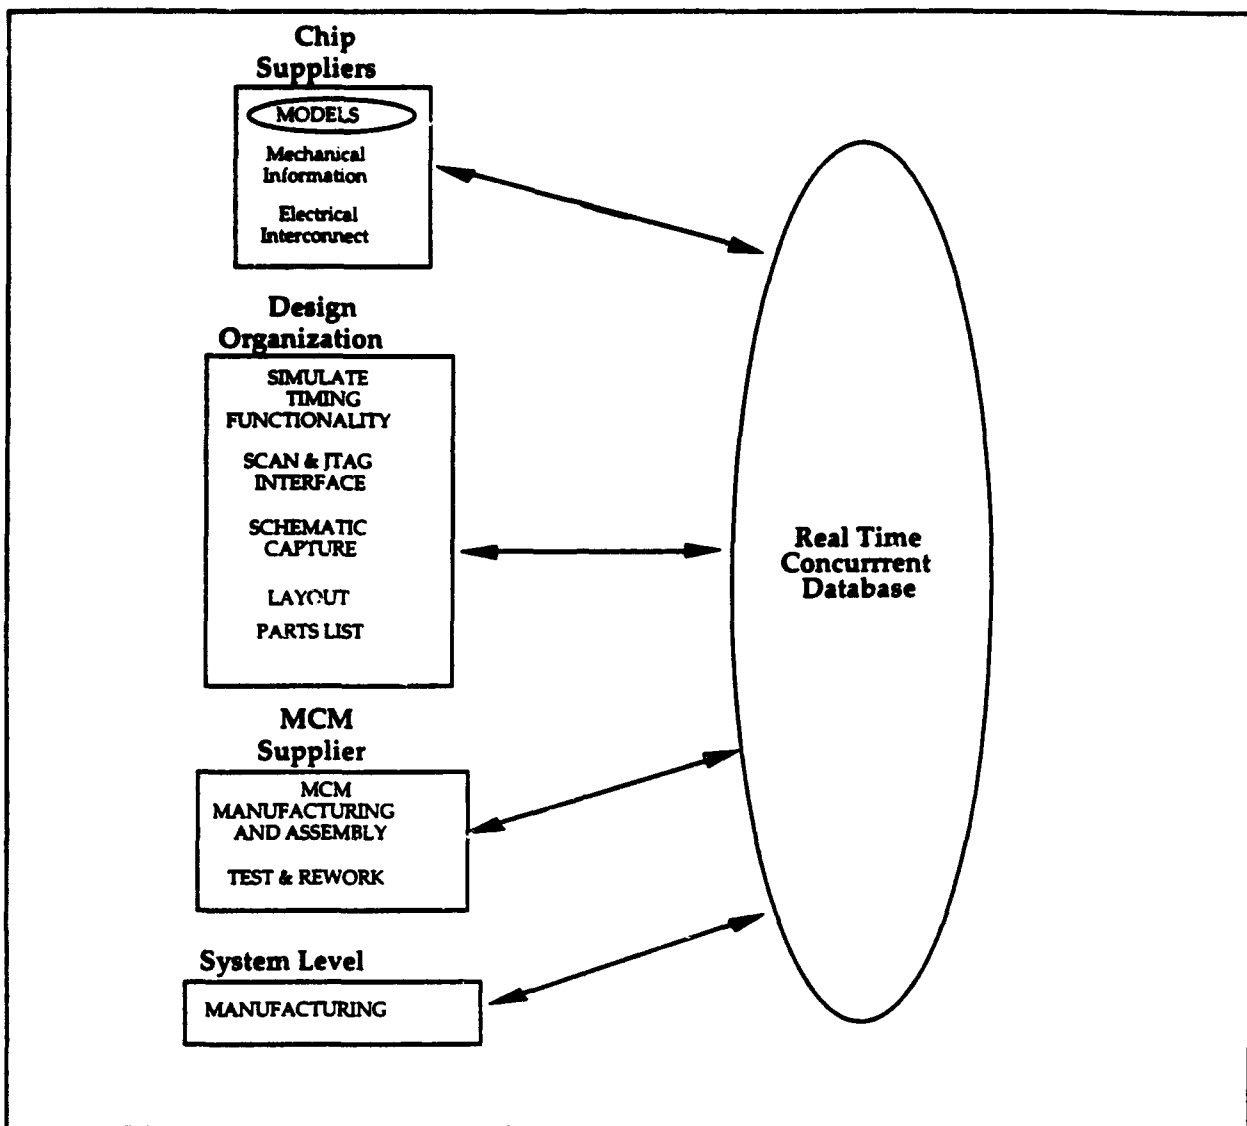 Chip
Suppliers
MODELS
Mechanical
Information
Electrical
Interconnect
Design
Organization
SIMULATE
TIMING
FUNCTIONALITY
SCAN & JTAG
INTERFACE
SCHEMATIC
CAPTURE
LAYOUT
PARTS LIST
MCM
Supplier
MCM
MANUFACTURING
AND ASSEMBLY
TEST & REWORK
System Level
MANUFACTURING
Real Time
Concurrrent
Database